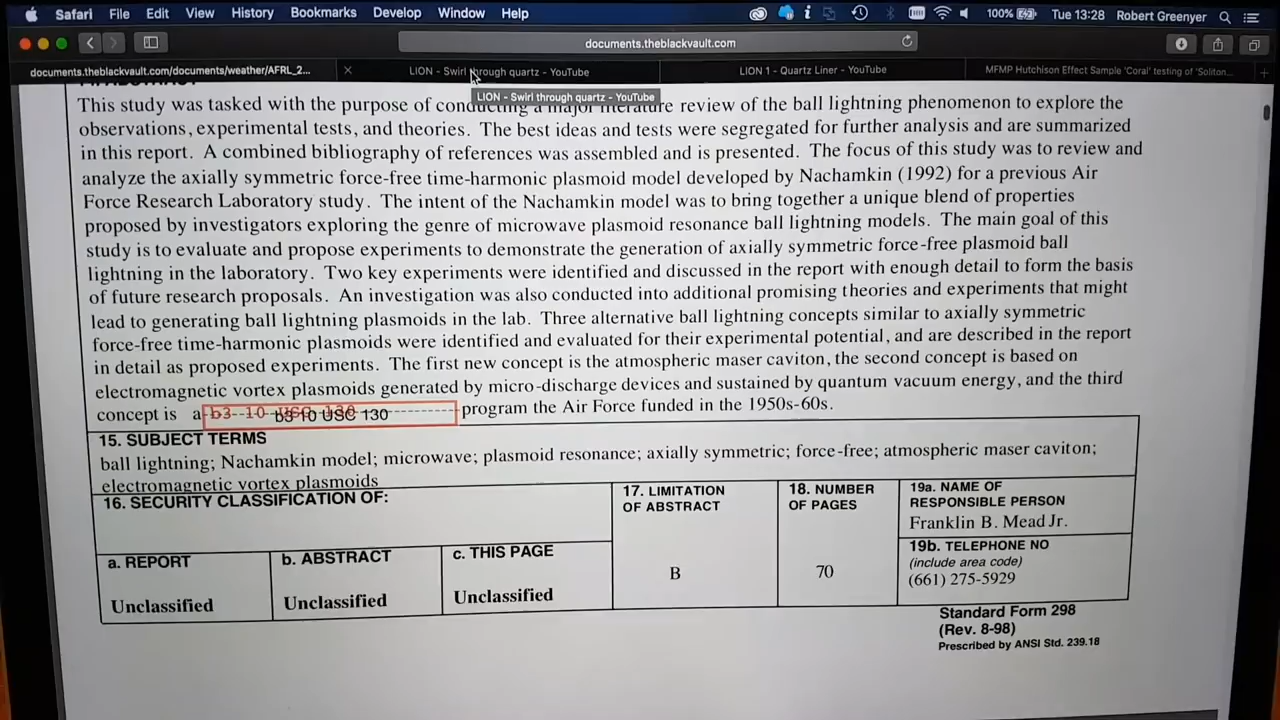 Safari File Edit View History Bookmarks Develop Window Help 100% Tue 13:28 Robert Greenyer
documents.theblackvault.com
documents.theblackvault.com/documents/weather/AFRL_2... LION - Swirl through quartz - YouTube LION 1 - Quartz Liner - YouTube MFMP Hutchison Effect Sample 'Coral' testing of 'Soliton...
LION - Swirl through quartz - YouTube
This study was tasked with the purpose of conducting a major literature review of the ball lightning phenomenon to explore the
observations, experimental tests, and theories. The best ideas and tests were segregated for further analysis and are summarized
in this report. A combined bibliography of references was assembled and is presented. The focus of this study was to review and
analyze the axially symmetric force-free time-harmonic plasmoid model developed by Nachamkin (1992) for a previous Air
Force Research Laboratory study. The intent of the Nachamkin model was to bring together a unique blend of properties
proposed by investigators exploring the genre of microwave plasmoid resonance ball lightning models. The main goal of this
study is to evaluate and propose experiments to demonstrate the generation of axially symmetric force-free plasmoid ball
lightning in the laboratory. Two key experiments were identified and discussed in the report with enough detail to form the basis
of future research proposals. An investigation was also conducted into additional promising theories and experiments that might
lead to generating ball lightning plasmoids in the lab. Three alternative ball lightning concepts similar to axially symmetric
force-free time-harmonic plasmoids were identified and evaluated for their experimental potential, and are described in the report
in detail as proposed experiments. The first new concept is the atmospheric maser caviton, the second concept is based on
electromagnetic vortex plasmoids generated by micro-discharge devices and sustained by quantum vacuum energy, and the third
concept is a b3 10 USC 130 program the Air Force funded in the 1950s-60s.
15. SUBJECT TERMS
ball lightning; Nachamkin model; microwave; plasmoid resonance; axially symmetric; force-free; atmospheric maser caviton;
electromagnetic vortex plasmoids
16. SECURITY CLASSIFICATION OF:
a. REPORT
Unclassified
b. ABSTRACT
Unclassified
c. THIS PAGE
Unclassified
17. LIMITATION
OF ABSTRACT
B
18. NUMBER
OF PAGES
70
19a. NAME OF
RESPONSIBLE PERSON
Franklin B. Mead Jr.
19b. TELEPHONE NO
(include area code)
(661) 275-5929
Standard Form 298
(Rev. 8-98)
Prescribed by ANSI Std. 239.18